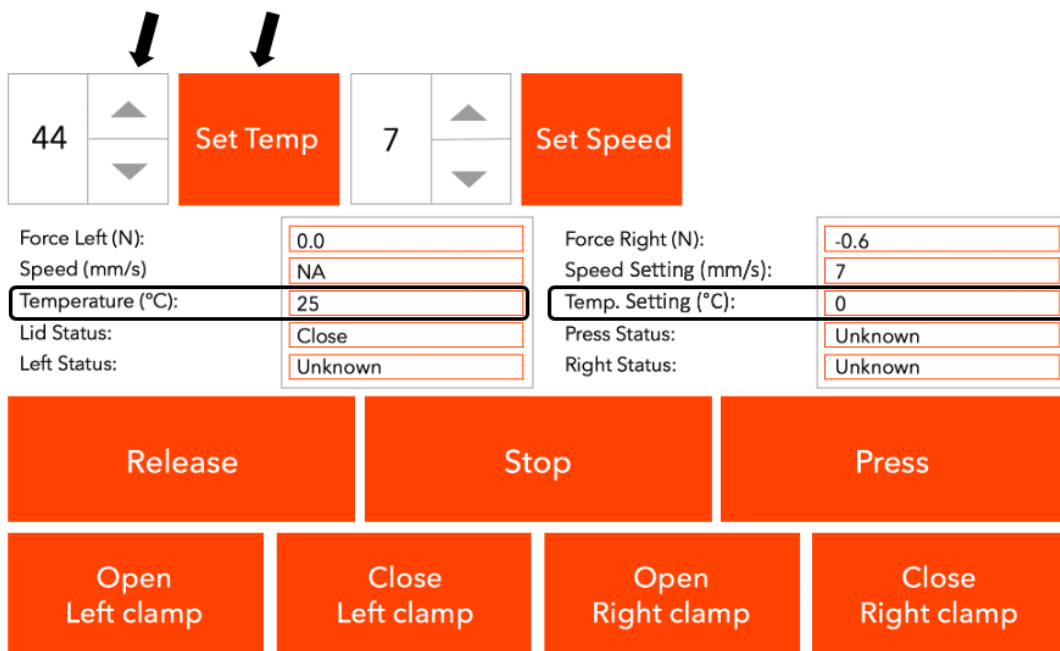 44 Set Temp 7 Set Speed
Force Left (N): 0.0 Force Right (N): -0.6
Speed (mm/s) NA Speed Setting (mm/s): 7
Temperature (ºC): 25 Temp. Setting (°C): 0
Lid Status: Close Press Status: Unknown
Left Status: Unknown Right Status: Unknown
Release Stop Press
Open Close Open Close
Left clamp Left clamp Right clamp Right clamp